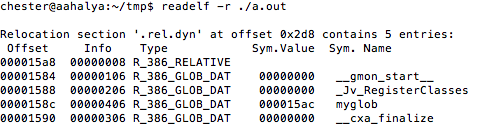 chester@aahalya:~/tmp$ readelf -r ./a.out
Relocation section '.rel.dyn' at offset 0x2d8 contains 5 entries:
Offset Info Type Sym.Value Sym. Name
000015a8 00000008 R_386_RELATIVE
00001584 00000106 R_386_GLOB_DAT 00000000 __gmon_start__
00001588 00000206 R_386_GLOB_DAT 00000000 _Jv_RegisterClasses
0000158c 00000406 R_386_GLOB_DAT 000015ac myglob
00001590 00000306 R_386_GLOB_DAT 00000000 __cxa_finalize